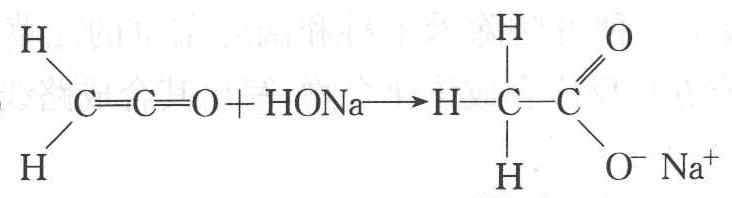 H H O
C=C=O+HONa⟶H—C—C
H H O⁻ Na⁺